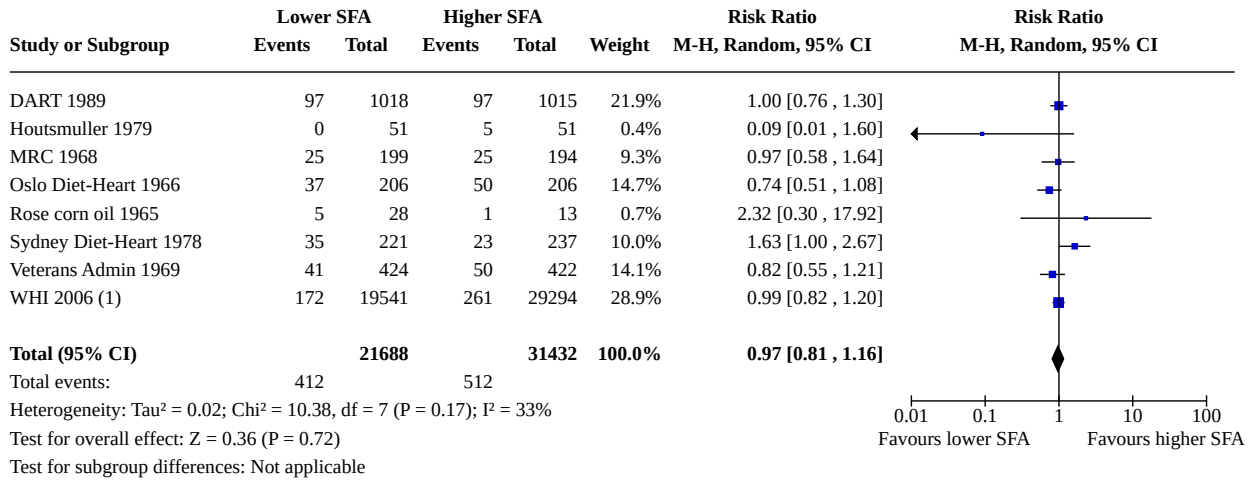 Lower SFA Higher SFA Risk Ratio Risk Ratio
Study or Subgroup Events Total Events Total Weight M-H, Random, 95% CI M-H, Random, 95% CI
DART 1989 97 1018 97 1015 21.9% 1.00 [0.76 , 1.30]
Houtsmuller 1979 0 51 5 51 0.4% 0.09 [0.01 , 1.60]
MRC 1968 25 199 25 194 9.3% 0.97 [0.58 , 1.64]
Oslo Diet-Heart 1966 37 206 50 206 14.7% 0.74 [0.51 , 1.08]
Rose corn oil 1965 5 28 1 13 0.7% 2.32 [0.30 , 17.92]
Sydney Diet-Heart 1978 35 221 23 237 10.0% 1.63 [1.00 , 2.67]
Veterans Admin 1969 41 424 50 422 14.1% 0.82 [0.55 , 1.21]
WHI 2006 (1) 172 19541 261 29294 28.9% 0.99 [0.82 , 1.20]
Total (95% CI) 21688 31432 100.0% 0.97 [0.81 , 1.16]
Total events: 412 512
Heterogeneity: Tau² = 0.02; Chi² = 10.38, df = 7 (P = 0.17); I² = 33%
0.01 0.1 1 10 100
Test for overall effect: Z = 0.36 (P = 0.72) Favours lower SFA Favours higher SFA
Test for subgroup differences: Not applicable